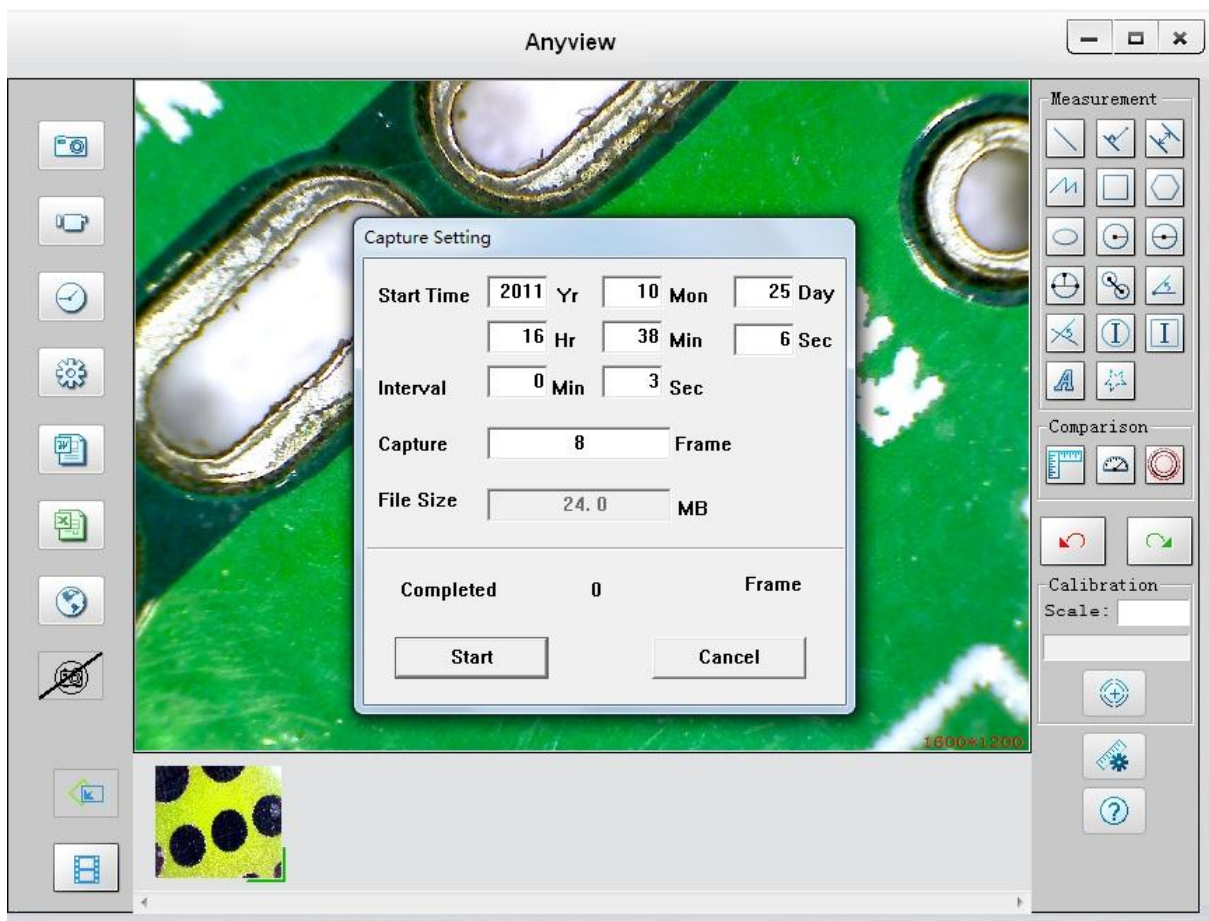 Anyview
Measurement
Capture Setting
Start Time 2011 Yr 10 Mon 25 Day
16 Hr 38 Min 6 Sec
Interval 0 Min 3 Sec
Capture 8 Frame
File Size 24.0 MB
Completed 0 Frame
Start Cancel
Comparison
Calibration
Scale:
1600*1200